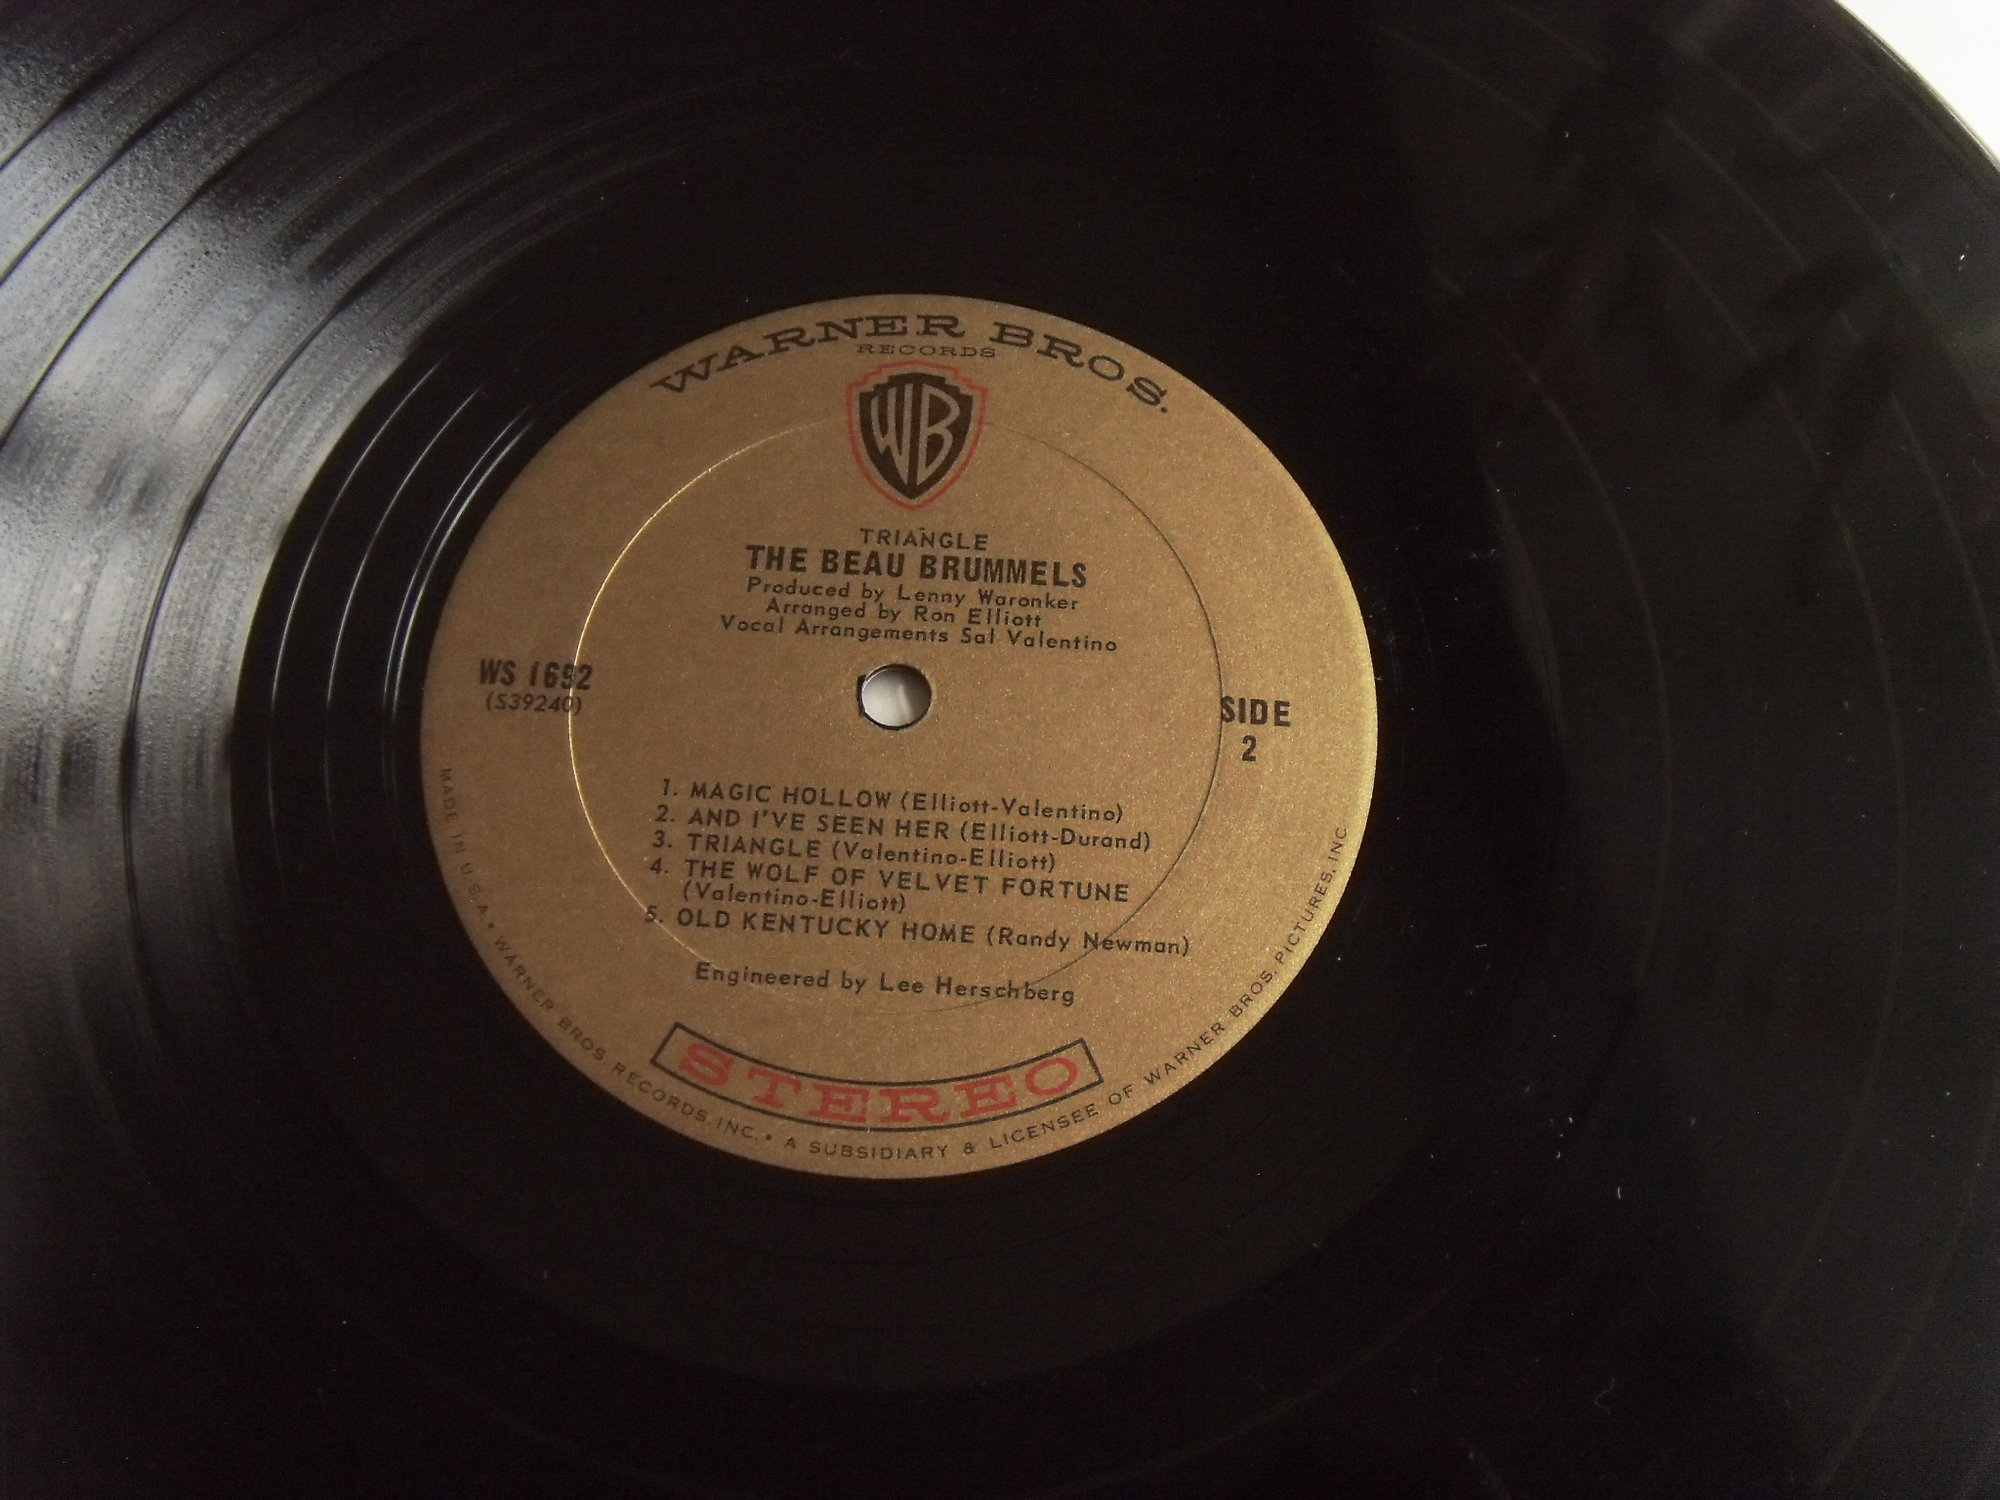 WARNER BROS.
RECORDS
WB
TRIANGLE
THE BEAU BRUMMELS
Produced by Lenny Waronker
Arranged by Ron Elliott
Vocal Arrangements Sal Valentino
WS 1692
(S39240)
SIDE
2
1. MAGIC HOLLOW (Elliott-Valentino)
2. AND I'VE SEEN HER (Elliott-Durand)
3. TRIANGLE (Valentino-Elliott)
4. THE WOLF OF VELVET FORTUNE
(Valentino-Elliott)
5. OLD KENTUCKY HOME (Randy Newman)
Engineered by Lee Herschberg
STEREO
MADE IN U.S.A. • WARNER BROS. RECORDS INC. • A SUBSIDIARY & LICENSEE OF WARNER BROS. PICTURES, INC